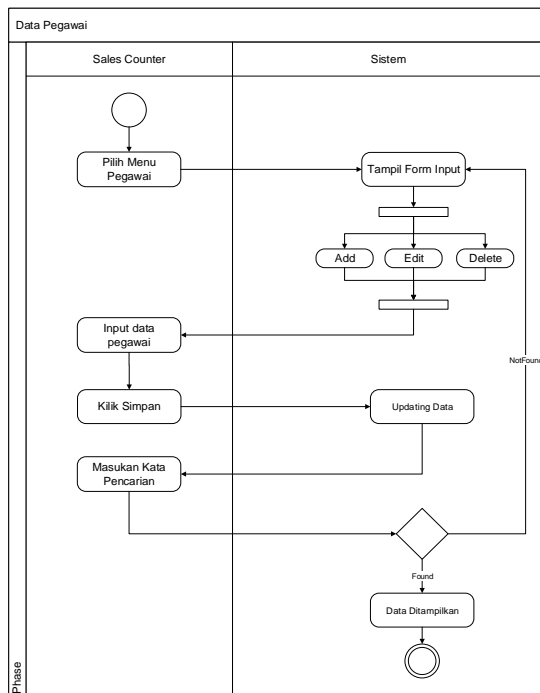 Data Pegawai
Sales Counter
Sistem
Pilih Menu
Pegawai
Tampil Form Input
Add
Edit
Delete
Input data
pegawai
NotFound
Kilik Simpan
Updating Data
Masukan Kata
Pencarian
Found
Data Ditampilkan
Phase